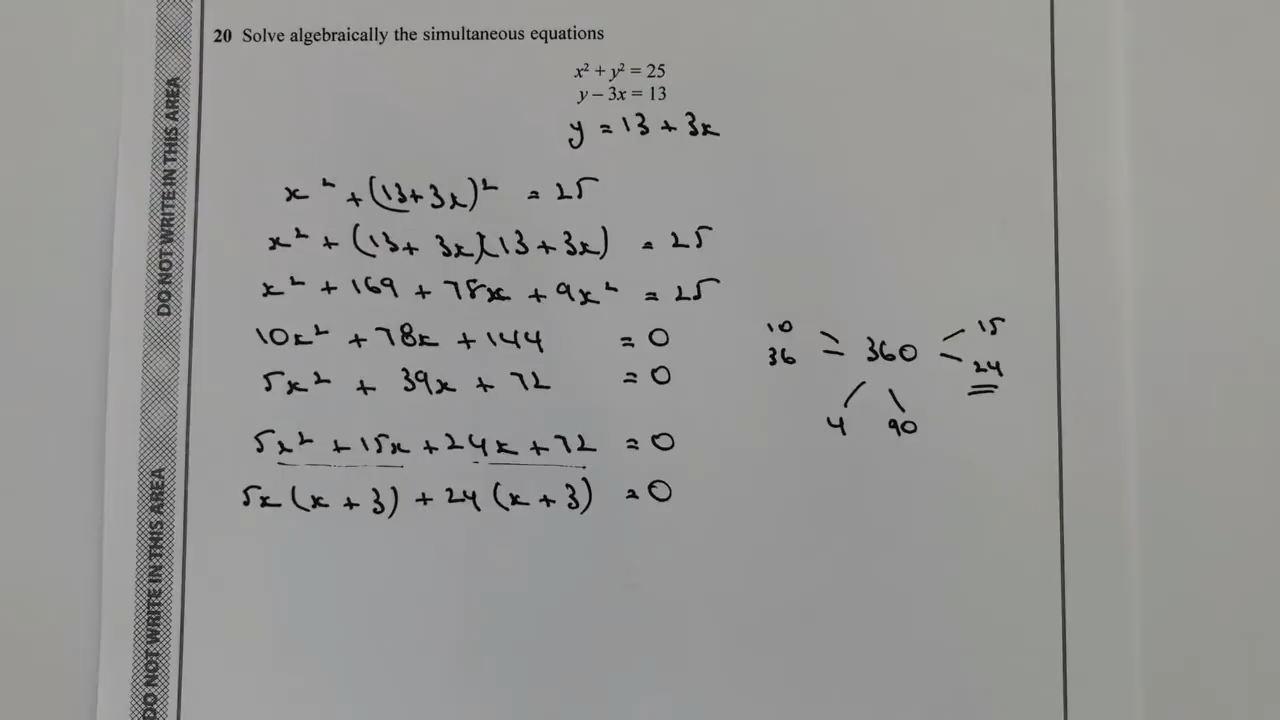 20 Solve algebraically the simultaneous equations
x² + y² = 25
y – 3x = 13
y = 13 + 3x
x² + (13+3x)² = 25
x² + (13+ 3x)(13 + 3x) = 25
x² + 169 + 78x + 9x² = 25
10x² + 78x + 144 = 0
5x² + 39x + 72 = 0
5x² + 15x + 24x + 72 = 0
5x (x + 3) + 24 (x + 3) = 0
10
36
360
15
24
4 90
DO NOT WRITE IN THIS AREA
DO NOT WRITE IN THIS AREA